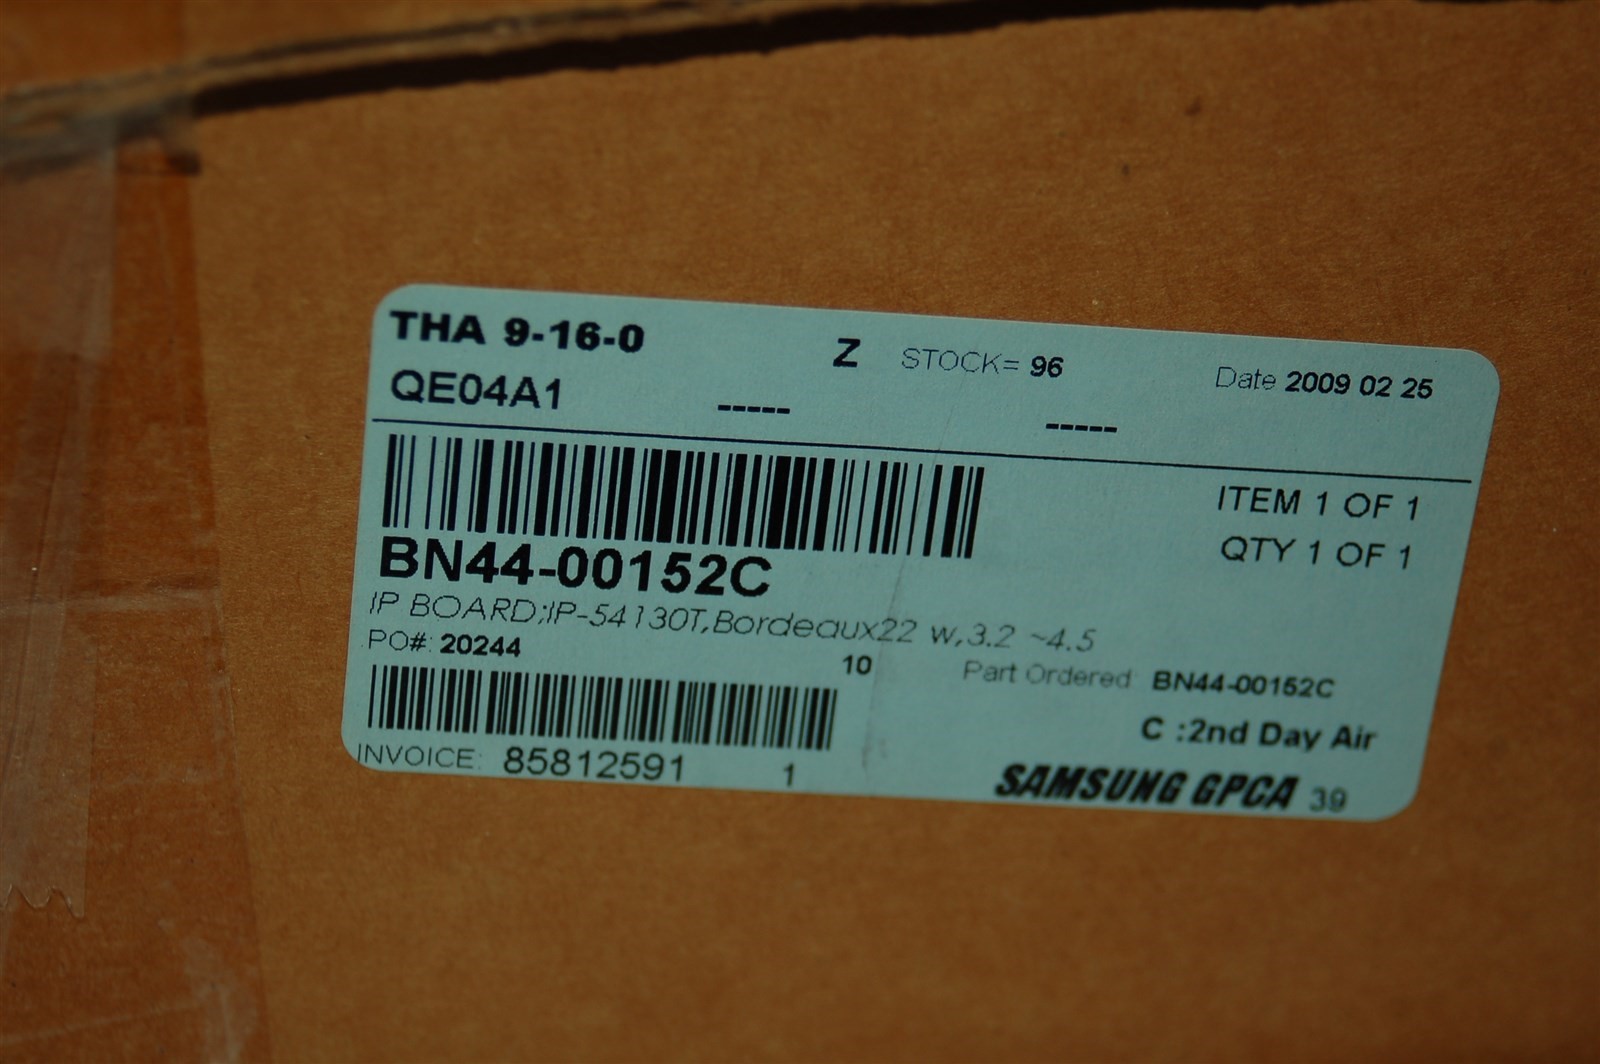 THA 9-16-0 Z STOCK= 96 Date 2009 02 25
QE04A1 ----- -----
ITEM 1 OF 1
QTY 1 OF 1
BN44-00152C
IP BOARD;IP-54130T,Bordeaux22 w,3.2 ~4.5
PO#: 20244 10 Part Ordered BN44-00152C
C :2nd Day Air
INVOICE: 85812591 1 SAMSUNG GPCA 39